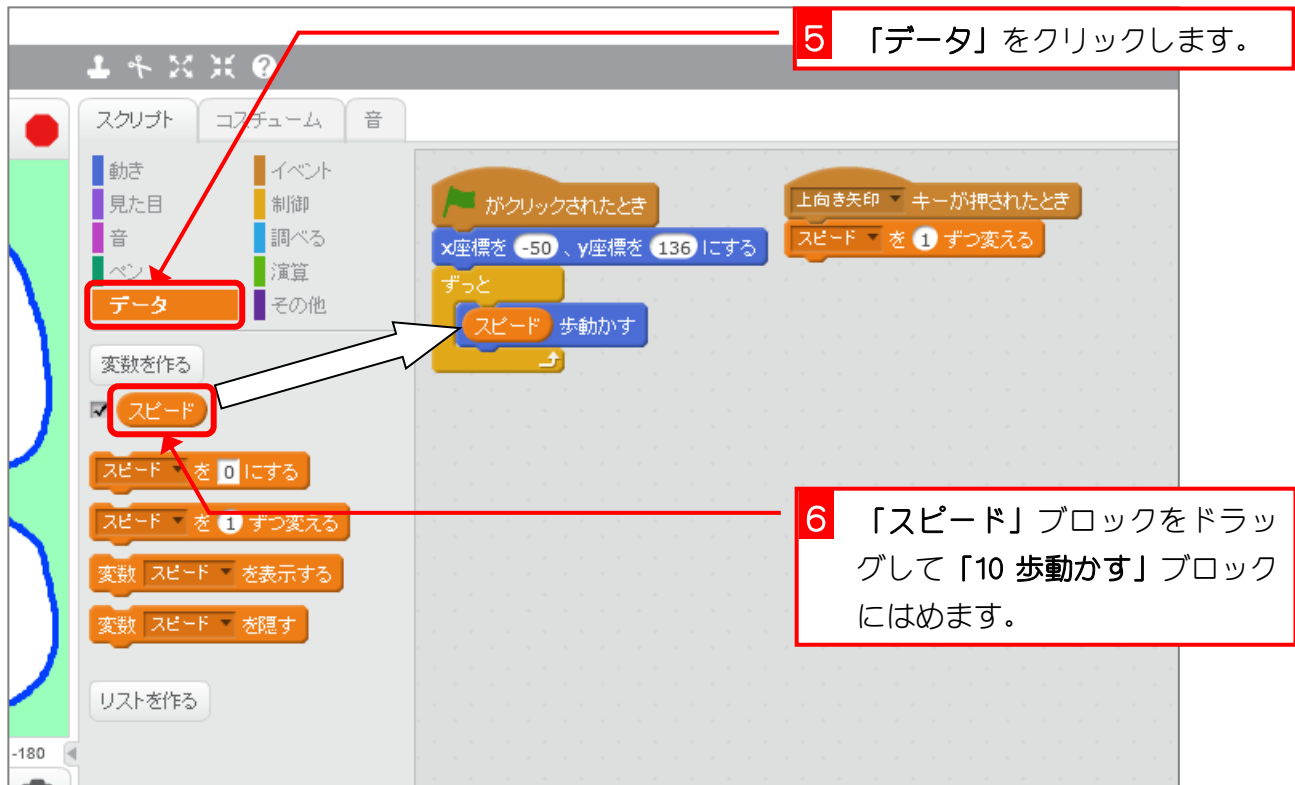 5 「データ」をクリックします。
スクリプト コスチューム 音
動き イベント
見た目 制御
音 調べる
ペン 演算
データ その他
変数を作る
スピード
スピード を 0 にする
スピード を 1 ずつ変える
変数 スピード を表示する
変数 スピード を隠す
リストを作る
がクリックされたとき
x座標を -50 、y座標を 136 にする
ずっと
スピード 歩動かす
上向き矢印 キーが押されたとき
スピード を 1 ずつ変える
6 「スピード」ブロックをドラッ
グして「10 歩動かす」ブロック
にはめます。
-180